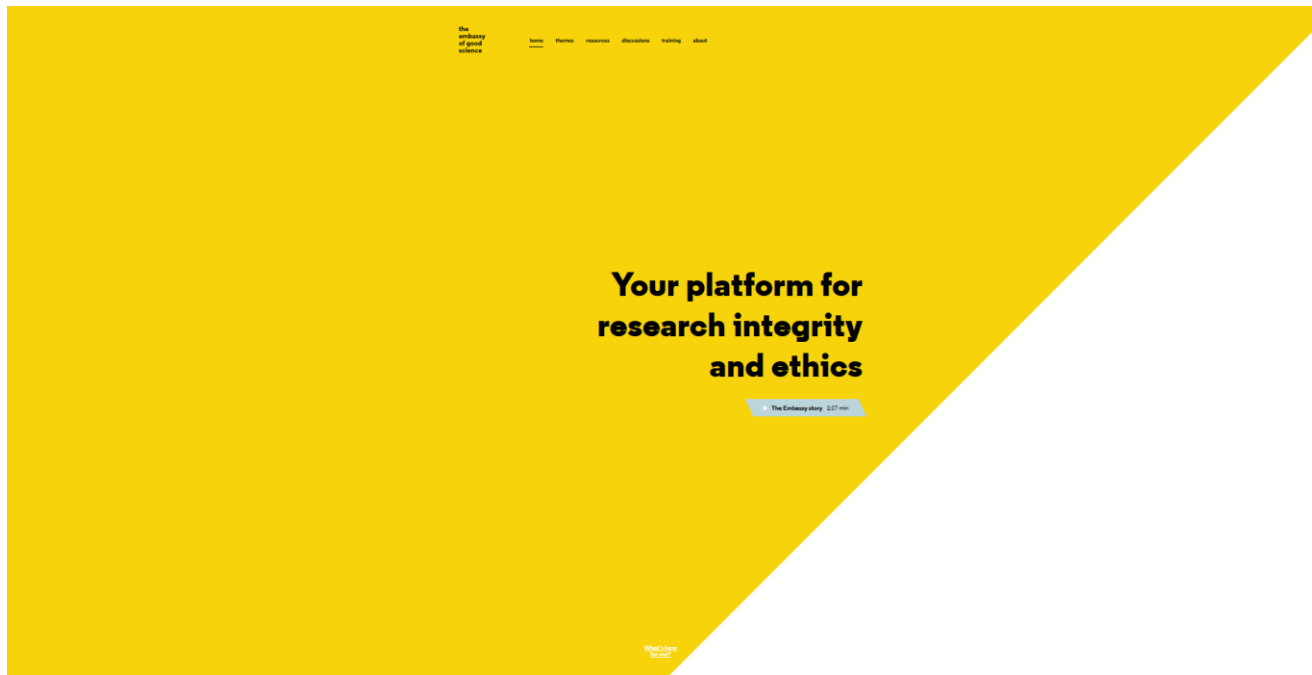 the
embassy
of good
science
home themes resources discussions training about
Your platform for
research integrity
and ethics
The Embassy story 2:07 min
What's here
for me?